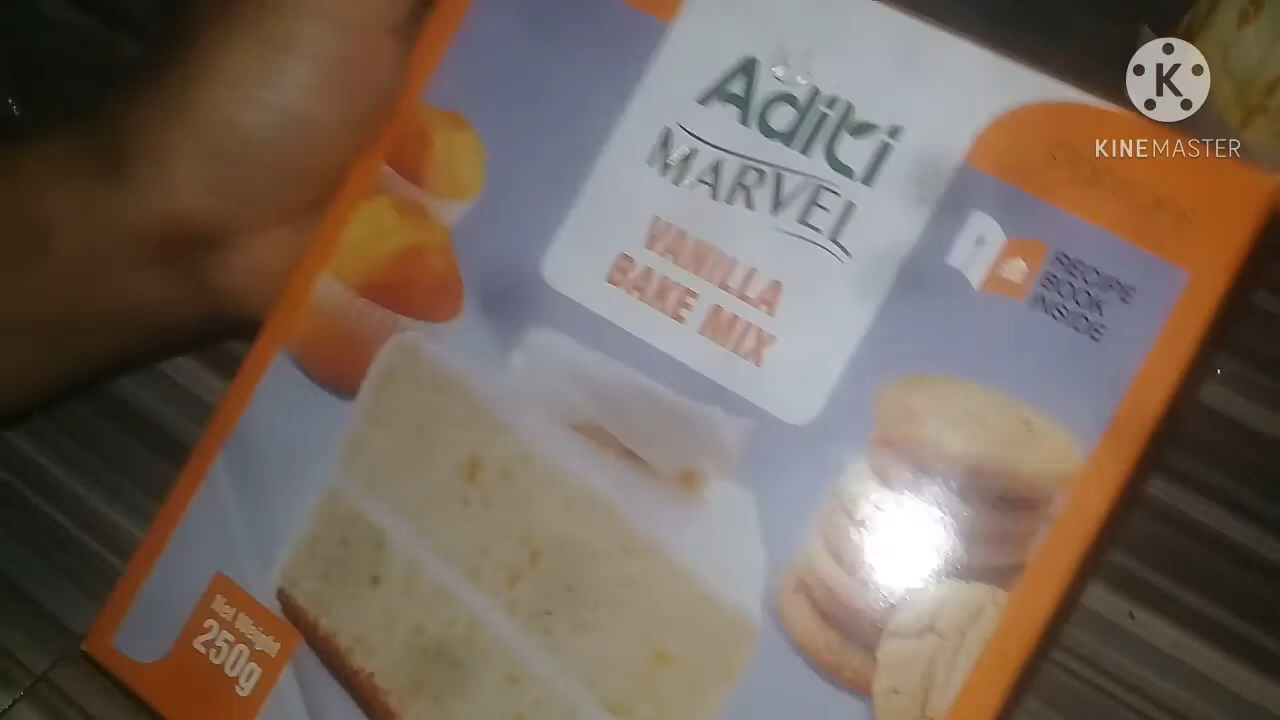 Aditi
MARVEL
VANILLA
BAKE MIX
RECIPE
BOOK
INSIDE
Net Weight
250g
K
KINEMASTER